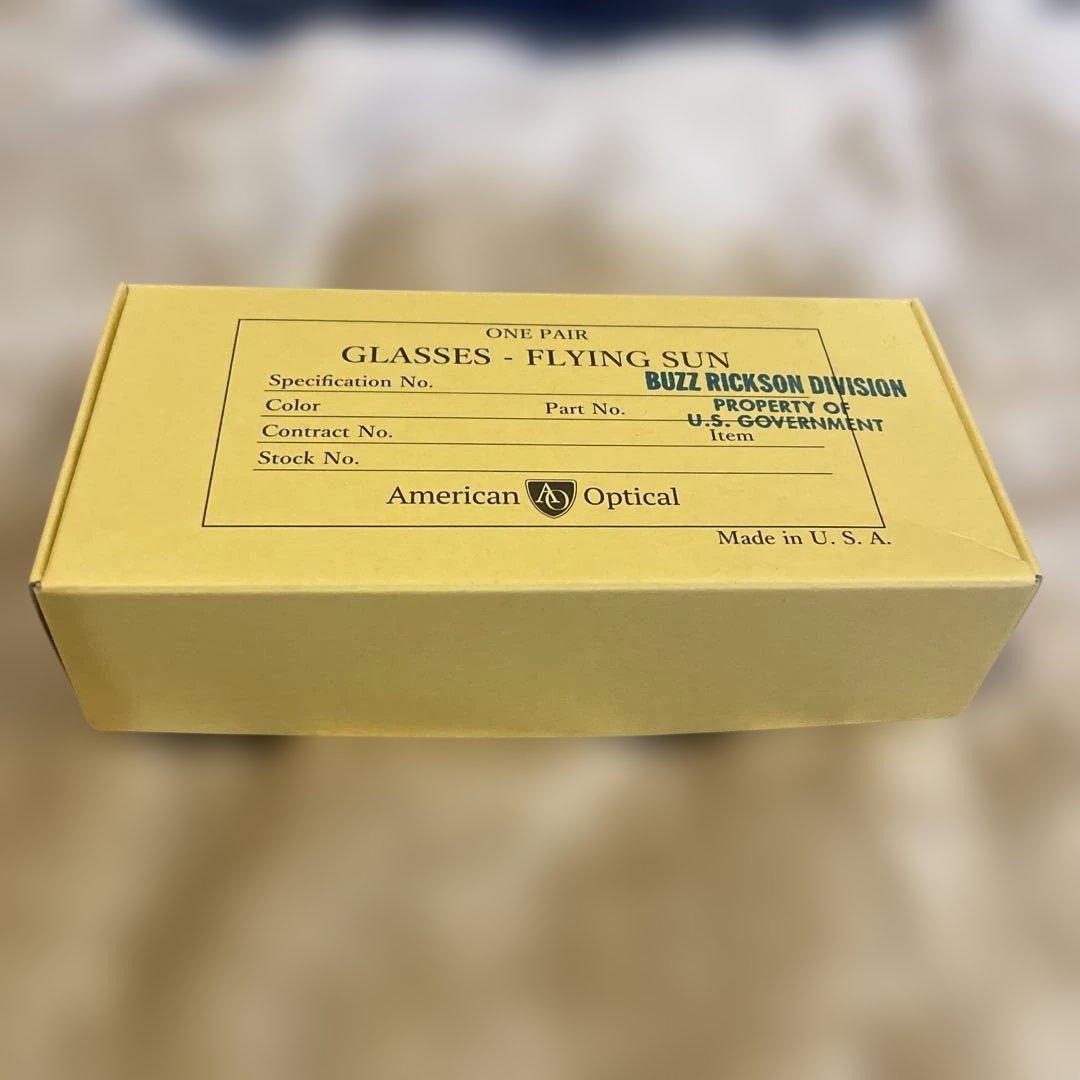 ONE PAIR
GLASSES - FLYING SUN
Specification No.
BUZZ RICKSON DIVISION
Color
Part No.
PROPERTY OF
U.S. GOVERNMENT
Contract No.
Item
Stock No.
American AO Optical
Made in U. S. A.